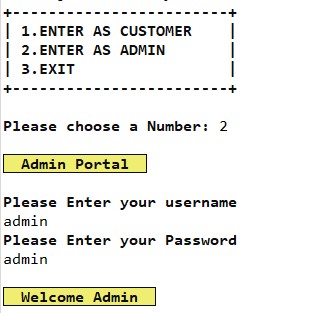 +-----------------------+
| 1.ENTER AS CUSTOMER |
| 2.ENTER AS ADMIN |
| 3.EXIT |
+-----------------------+
Please choose a Number: 2
Admin Portal
Please Enter your username
admin
Please Enter your Password
admin
Welcome Admin